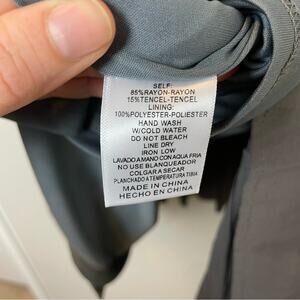 SELF:
85%RAYON-RAYON
15%TENCEL-TENCEL
LINING:
100%POLYESTER-POLIESTER
HAND WASH
W/COLD WATER
DO NOT BLEACH
LINE DRY
IRON LOW
LAVADO A MANO CON AQUA FRIA
NO USE BLANQUEADOR
COLGAR A SECAR
PLANCHADO A TEMPERATURA TIBIA
MADE IN CHINA
HECHO EN CHINA